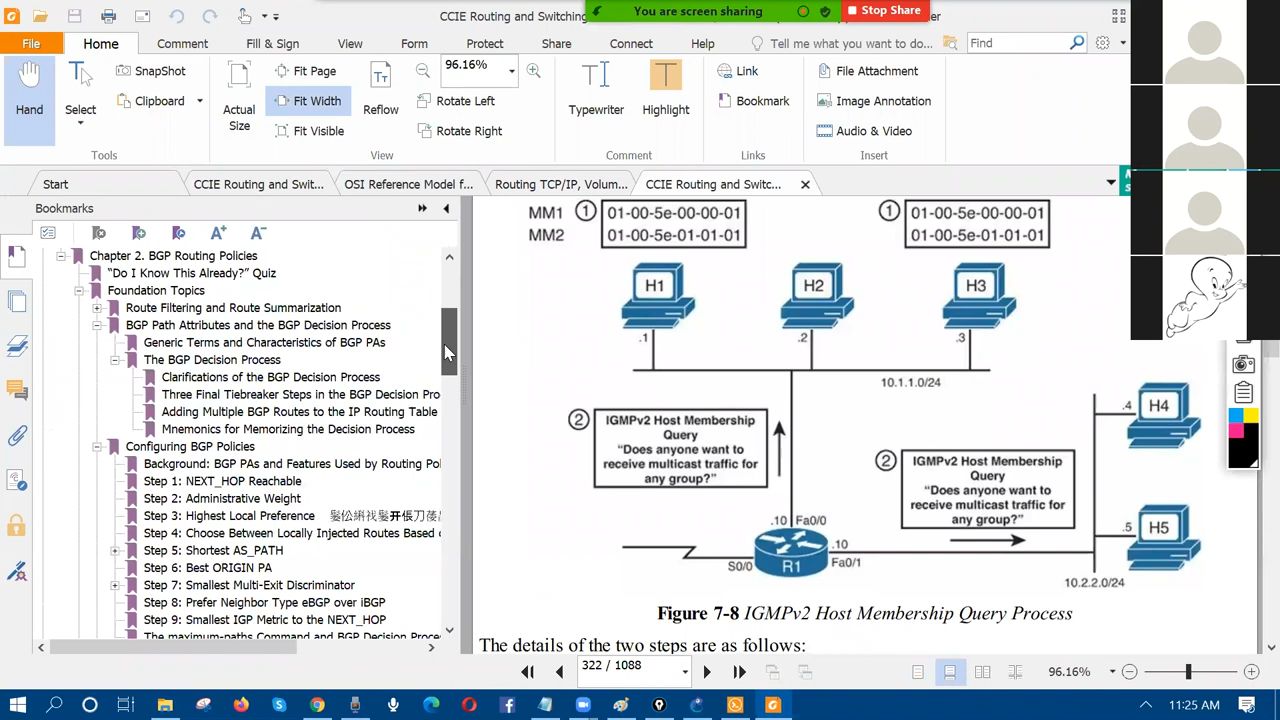 CCIE Routing and Switching
You are screen sharing
Stop Share
File
Home
Comment
Fill & Sign
View
Form
Protect
Share
Connect
Help
Tell me what you want to do..
Find
Hand
Select
SnapShot
Clipboard
Actual
Size
Fit Page
Fit Width
Fit Visible
Reflow
96.16%
Rotate Left
Rotate Right
Typewriter
Highlight
Link
Bookmark
File Attachment
Image Annotation
Audio & Video
Tools
View
Comment
Links
Insert
Start
CCIE Routing and Swit...
OSI Reference Model f...
Routing TCP/IP, Volum...
CCIE Routing and Switc...
Bookmarks
Chapter 2. BGP Routing Policies
“Do I Know This Already?” Quiz
Foundation Topics
Route Filtering and Route Summarization
BGP Path Attributes and the BGP Decision Process
Generic Terms and Characteristics of BGP PAs
The BGP Decision Process
Clarifications of the BGP Decision Process
Three Final Tiebreaker Steps in the BGP Decision Pro
Adding Multiple BGP Routes to the IP Routing Table
Mnemonics for Memorizing the Decision Process
Configuring BGP Policies
Background: BGP PAs and Features Used by Routing Pol
Step 1: NEXT_HOP Reachable
Step 2: Administrative Weight
Step 3: Highest Local Preference
Step 4: Choose Between Locally Injected Routes Based o
Step 5: Shortest AS_PATH
Step 6: Best ORIGIN PA
Step 7: Smallest Multi-Exit Discriminator
Step 8: Prefer Neighbor Type eBGP over iBGP
Step 9: Smallest IGP Metric to the NEXT_HOP
The maximum-paths Command and BGP Decision Proces
MM1 1 01-00-5e-00-00-01
MM2 01-00-5e-01-01-01
1 01-00-5e-00-00-01
01-00-5e-01-01-01
H1
H2
H3
.1
.2
.3
10.1.1.0/24
2 IGMPv2 Host Membership
Query
“Does anyone want to
receive multicast traffic for
any group?”
2 IGMPv2 Host Membership
Query
“Does anyone want to
receive multicast traffic for
any group?”
.4
H4
.5
H5
.10 Fa0/0
.10
Fa0/1
S0/0
R1
10.2.2.0/24
Figure 7-8 IGMPv2 Host Membership Query Process
The details of the two steps are as follows:
322 / 1088
96.16%
11:25 AM